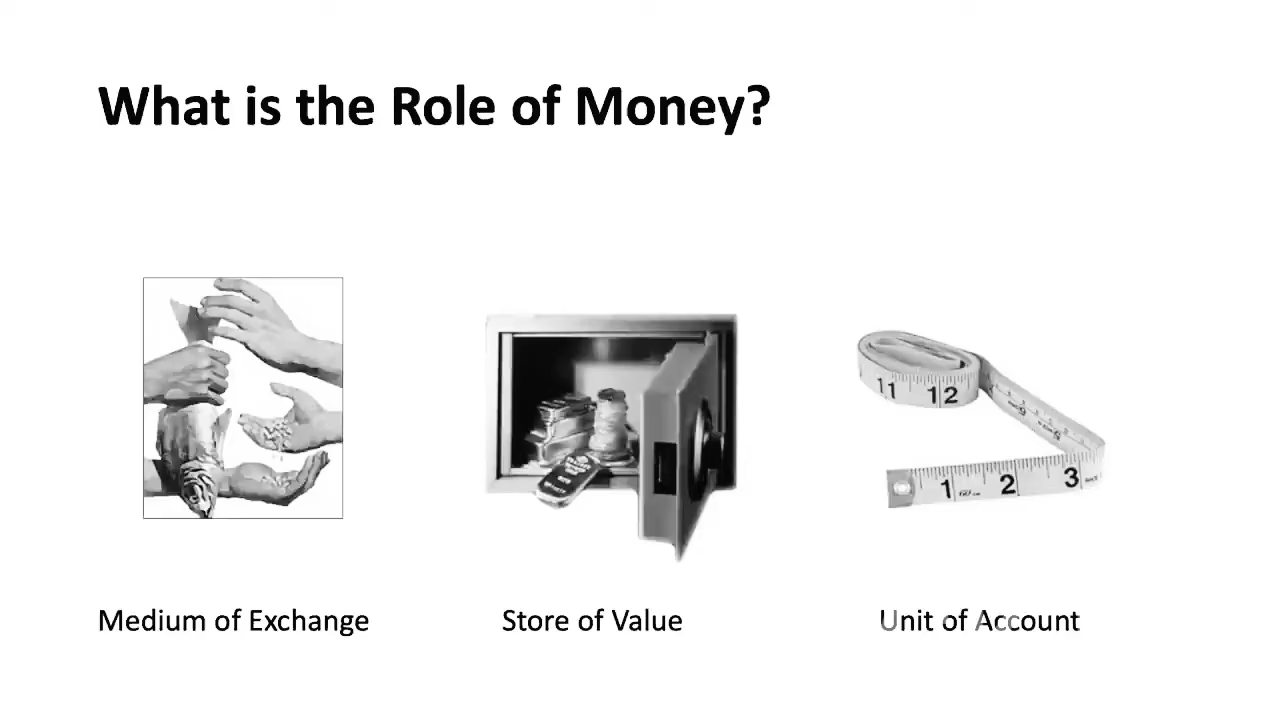 What is the Role of Money?
11 12
1 2 3
Medium of Exchange
Store of Value
Unit of Account